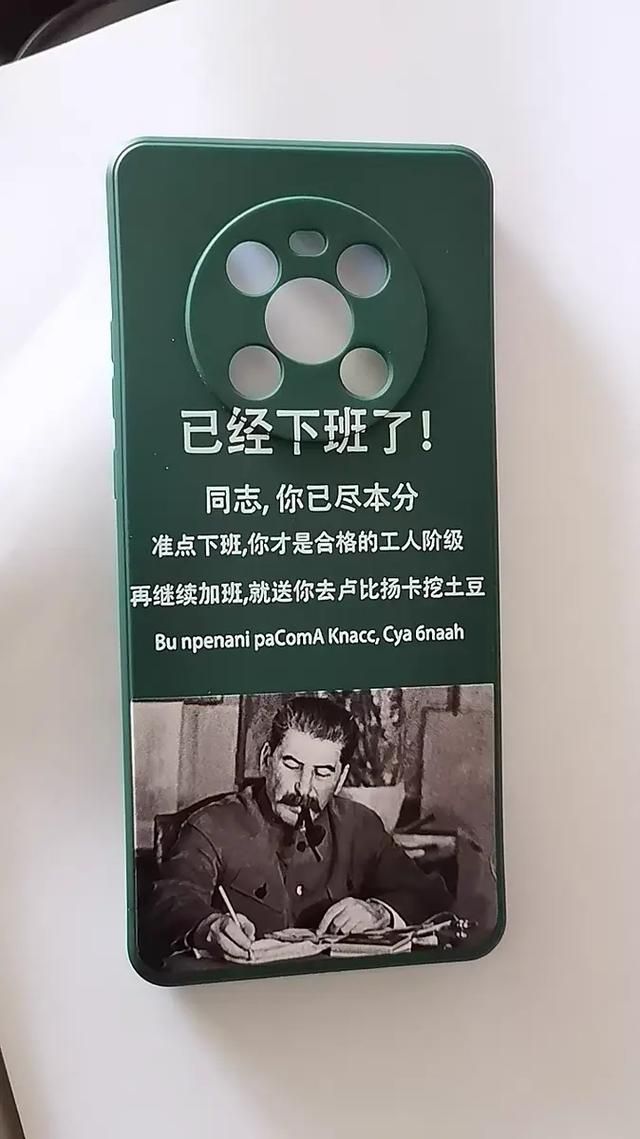 已经下班了!
同志,你已尽本分
准点下班,你才是合格的工人阶级
再继续加班,就送你去卢比扬卡挖土豆
Bu npenani paComA Knacc, Cya 6naah